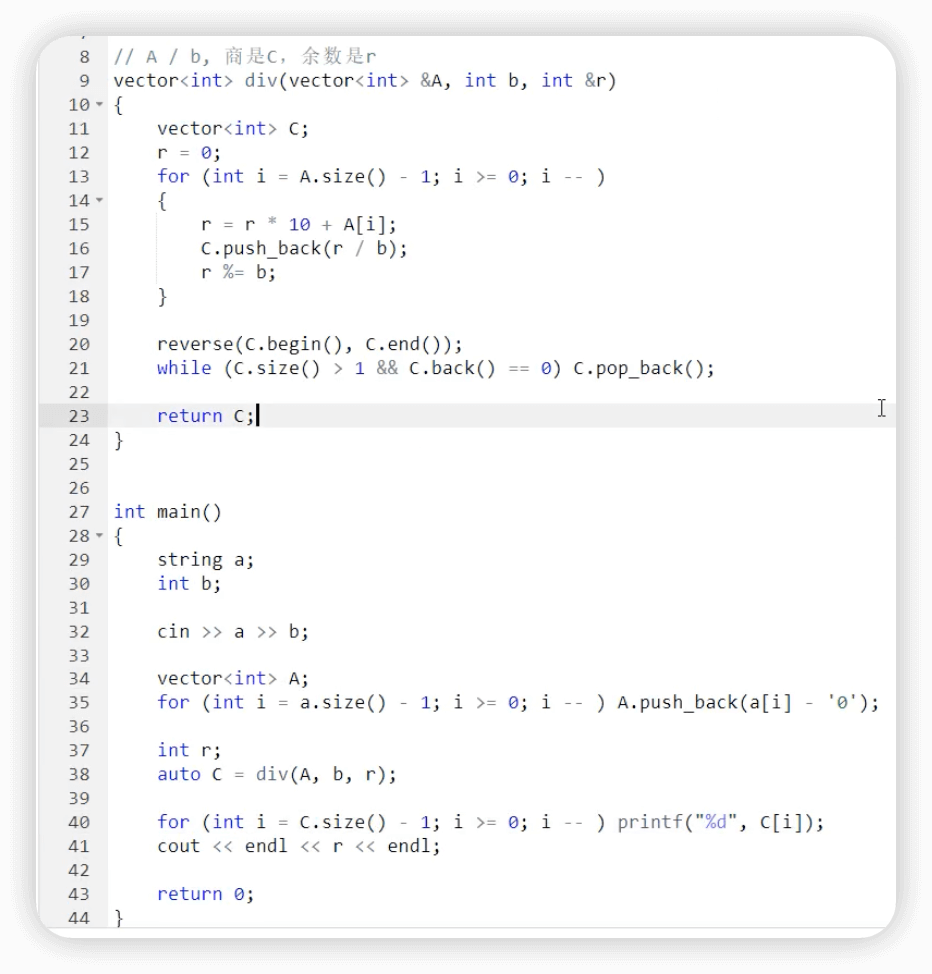 8 // A / b, 商是C, 余数是r
9 vector<int> div(vector<int> &A, int b, int &r)
10 {
11     vector<int> C;
12     r = 0;
13     for (int i = A.size() - 1; i >= 0; i -- )
14     {
15         r = r * 10 + A[i];
16         C.push_back(r / b);
17         r %= b;
18     }
19
20     reverse(C.begin(), C.end());
21     while (C.size() > 1 && C.back() == 0) C.pop_back();
22
23     return C;
24 }
25
26
27 int main()
28 {
29     string a;
30     int b;
31
32     cin >> a >> b;
33
34     vector<int> A;
35     for (int i = a.size() - 1; i >= 0; i -- ) A.push_back(a[i] - '0');
36
37     int r;
38     auto C = div(A, b, r);
39
40     for (int i = C.size() - 1; i >= 0; i -- ) printf("%d", C[i]);
41     cout << endl << r << endl;
42
43     return 0;
44 }